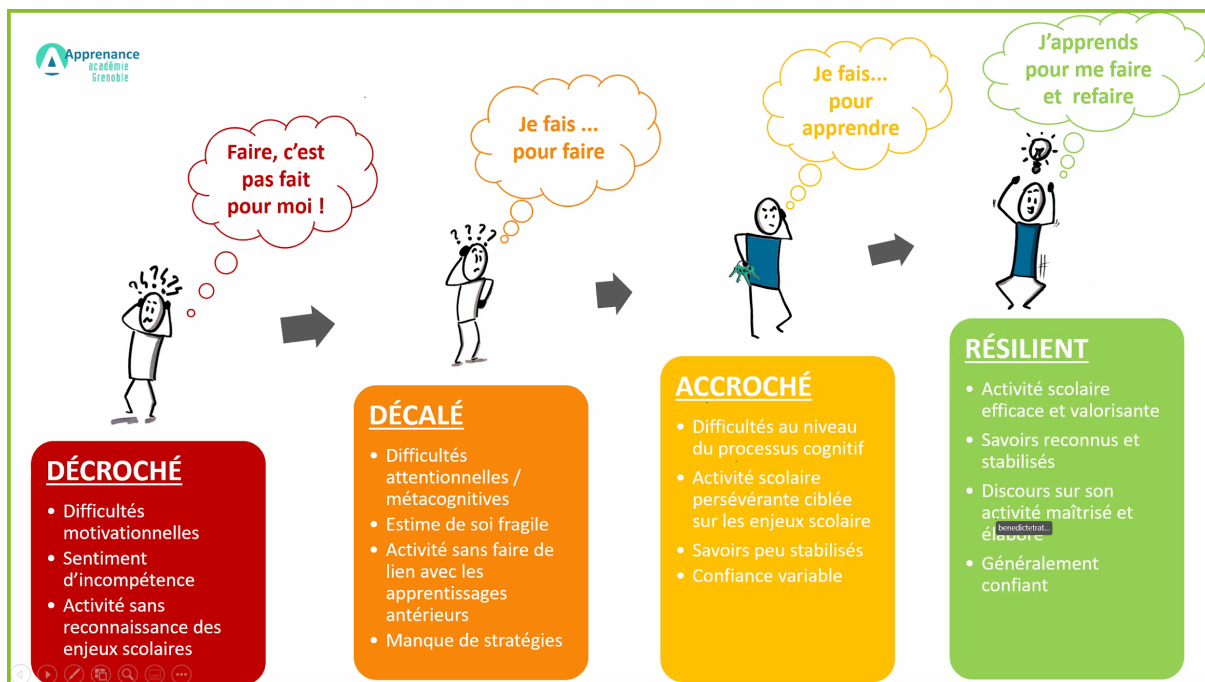 Apprenance
académie
Grenoble
Faire, c'est
pas fait
pour moi !
Je fais ...
pour faire
Je fais...
pour
apprendre
J'apprends
pour me faire
et refaire
DÉCROCHÉ
• Difficultés
motivationnelles
• Sentiment
d'incompétence
• Activité sans
reconnaissance des
enjeux scolaires
DÉCALÉ
• Difficultés
attentionnelles /
métacognitives
• Estime de soi fragile
• Activité sans faire de
lien avec les
apprentissages
antérieurs
• Manque de stratégies
ACCROCHÉ
• Difficultés au niveau
du processus cognitif
• Activité scolaire
persévérante ciblée
sur les enjeux scolaire
• Savoirs peu stabilisés
• Confiance variable
RÉSILIENT
• Activité scolaire
efficace et valorisante
• Savoirs reconnus et
stabilisés
• Discours sur son
activité maîtrisé et
élaboré
benedictetrat...
• Généralement
confiant